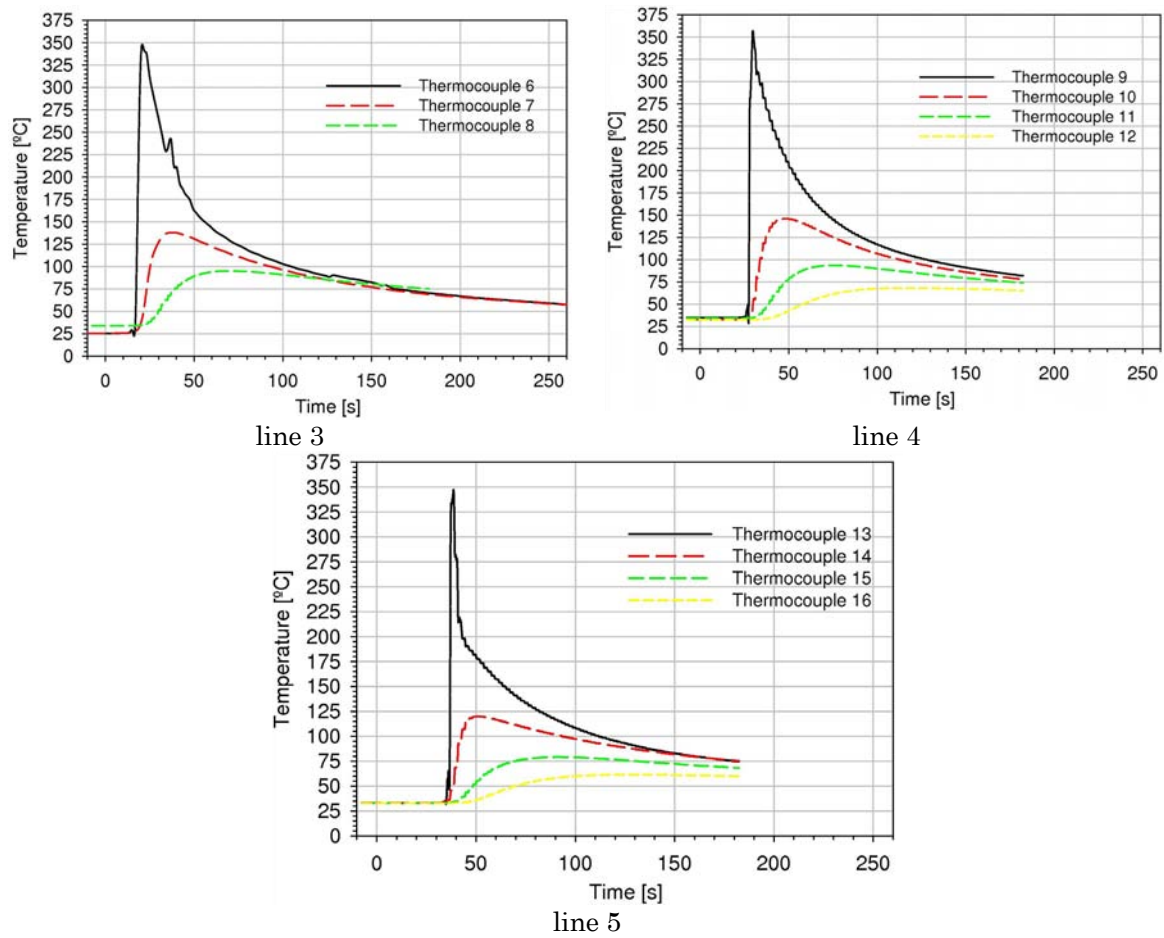 Temperature [ºC]
375
350
325
300
275
250
225
200
175
150
125
100
75
50
25
0
Thermocouple 6
Thermocouple 7
Thermocouple 8
0 50 100 150 200 250
Time [s]
line 3
Temperature [ºC]
375
350
325
300
275
250
225
200
175
150
125
100
75
50
25
0
Thermocouple 9
Thermocouple 10
Thermocouple 11
Thermocouple 12
0 50 100 150 200 250
Time [s]
line 4
Temperature [ºC]
375
350
325
300
275
250
225
200
175
150
125
100
75
50
25
0
Thermocouple 13
Thermocouple 14
Thermocouple 15
Thermocouple 16
0 50 100 150 200 250
Time [s]
line 5